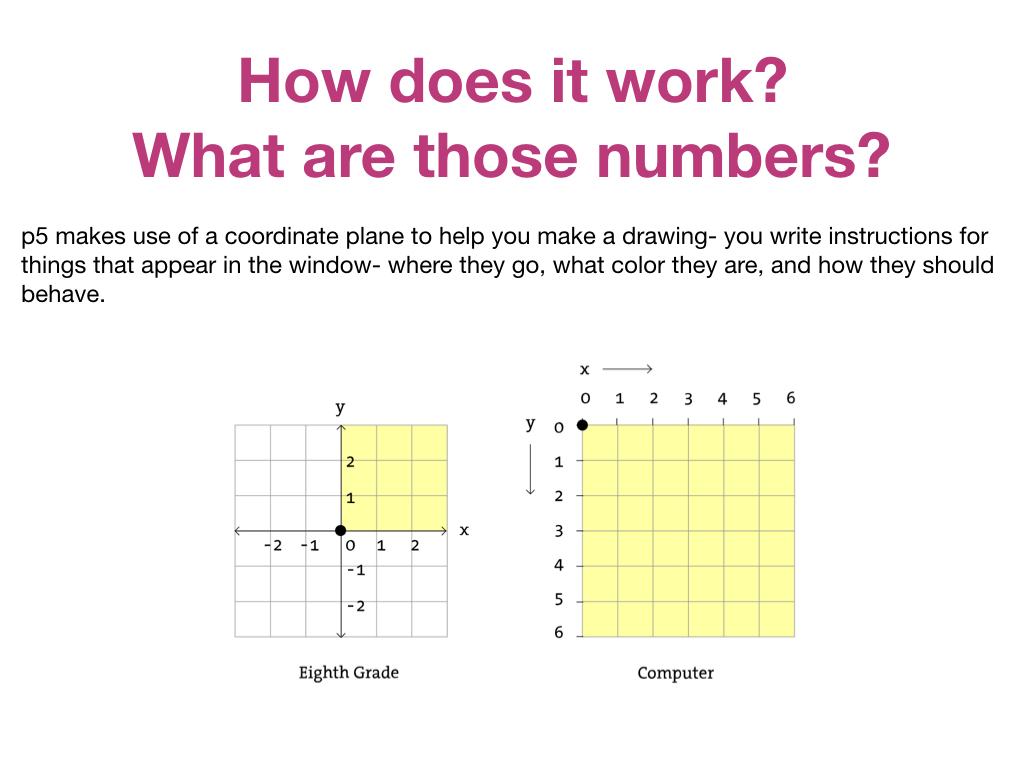 How does it work?
What are those numbers?
p5 makes use of a coordinate plane to help you make a drawing- you write instructions for
things that appear in the window- where they go, what color they are, and how they should
behave.
y
2
1
x
-2 -1 0 1 2
-1
-2
Eighth Grade
x
0 1 2 3 4 5 6
y 0
1
2
3
4
5
6
Computer